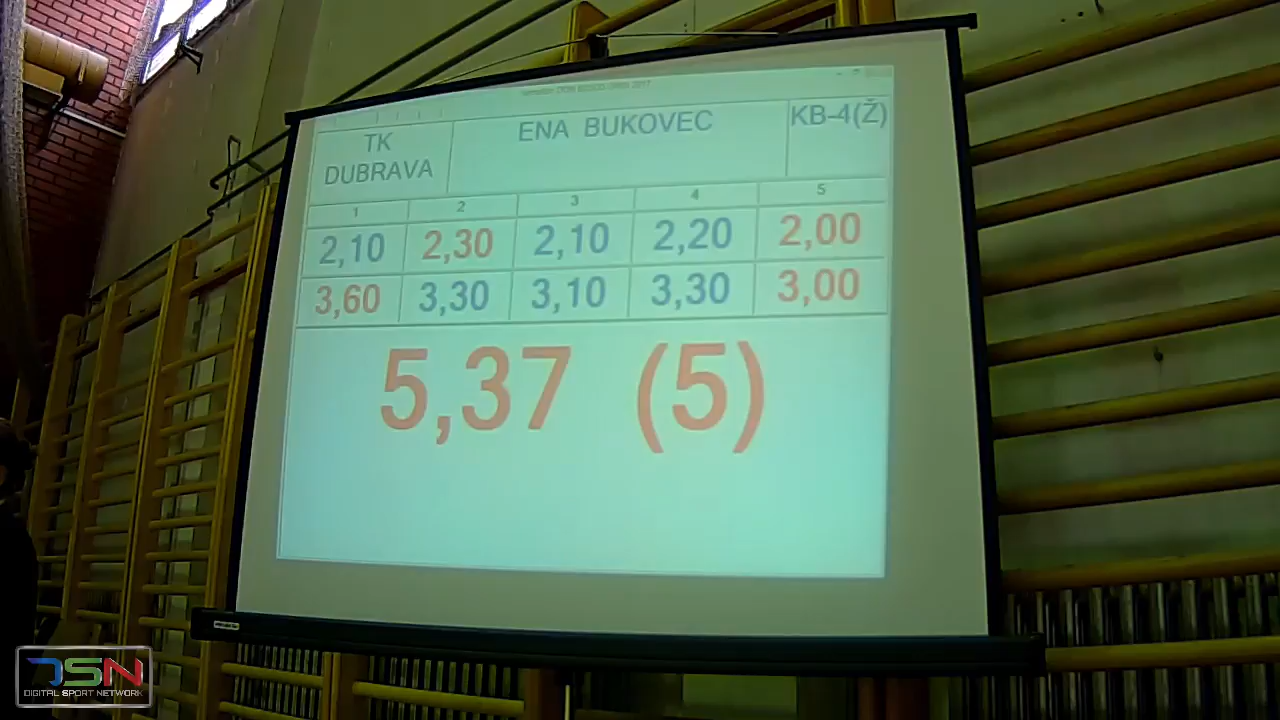 TK
DUBRAVA
ENA BUKOVEC
KB-4(Ž)
1 2 3 4 5
2,10 2,30 2,10 2,20 2,00
3,60 3,30 3,10 3,30 3,00
5,37 (5)
DSN
DIGITAL SPORT NETWORK